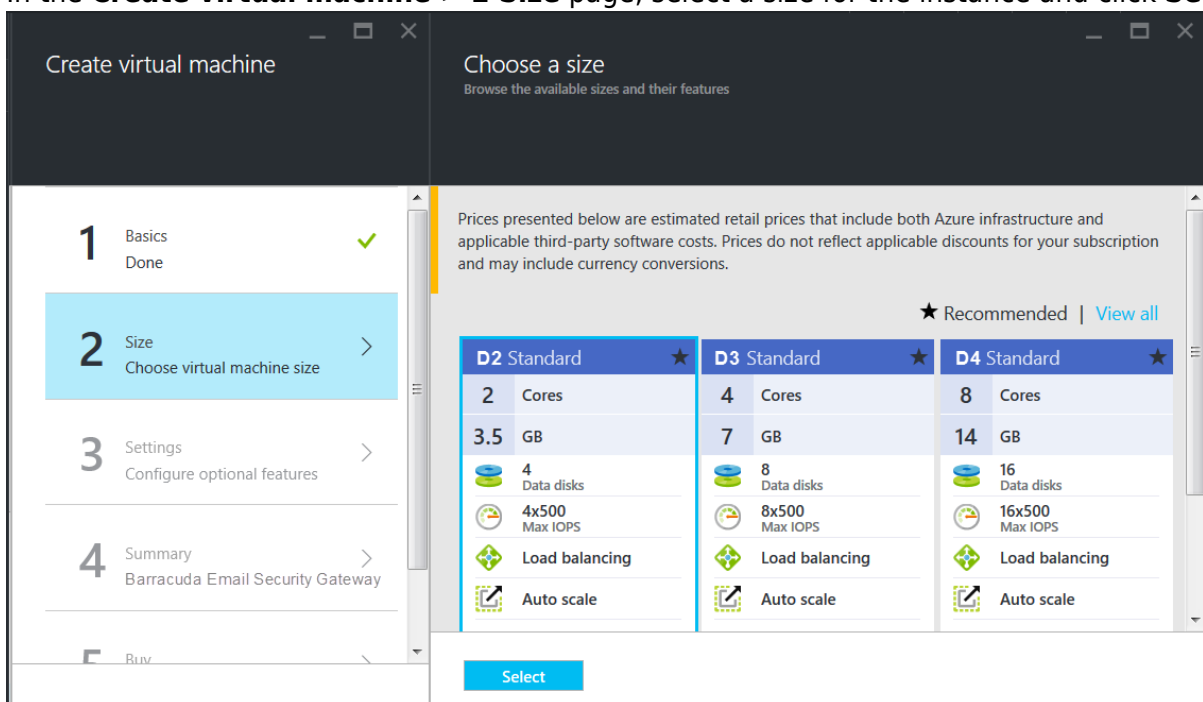 Create virtual machine
Choose a size
Browse the available sizes and their features
1
Basics
Done
2
Size
Choose virtual machine size
3
Settings
Configure optional features
4
Summary
Barracuda Email Security Gateway
Prices presented below are estimated retail prices that include both Azure infrastructure and
applicable third-party software costs. Prices do not reflect applicable discounts for your subscription
and may include currency conversions.
★ Recommended | View all
D2 Standard ★
2 Cores
3.5 GB
4
Data disks
4x500
Max IOPS
Load balancing
Auto scale
D3 Standard ★
4 Cores
7 GB
8
Data disks
8x500
Max IOPS
Load balancing
Auto scale
D4 Standard ★
8 Cores
14 GB
16
Data disks
16x500
Max IOPS
Load balancing
Auto scale
Select